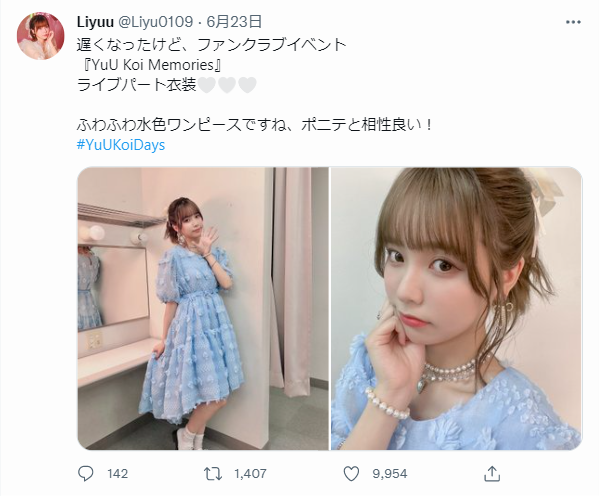 Liyuu @Liyu0109 · 6月23日
遅くなったけど、ファンクラブイベント
『YuU Koi Memories』
ライブパート衣装🤍🤍🤍
ふわふわ水色ワンピースですね、ポニテと相性良い！
#YuUKoiDays
142 1,407 9,954